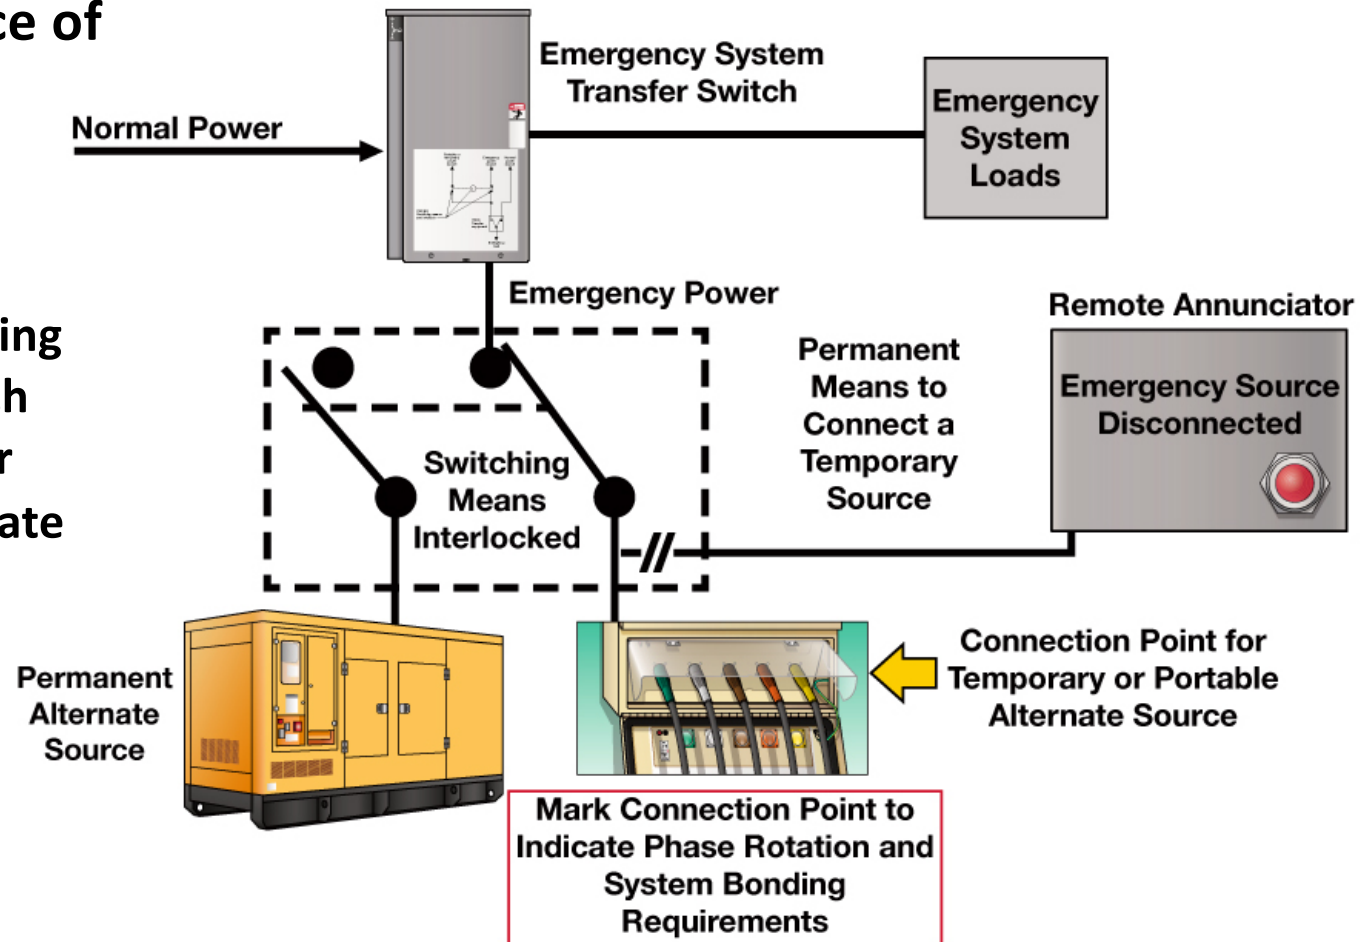 ce of
Emergency System
Transfer Switch
Normal Power
Emergency
System
Loads
Emergency Power
ing
h
r
ate
Switching
Means
Interlocked
Permanent
Means to
Connect a
Temporary
Source
Remote Annunciator
Emergency Source
Disconnected
Permanent
Alternate
Source
Connection Point for
Temporary or Portable
Alternate Source
Mark Connection Point to
Indicate Phase Rotation and
System Bonding
Requirements